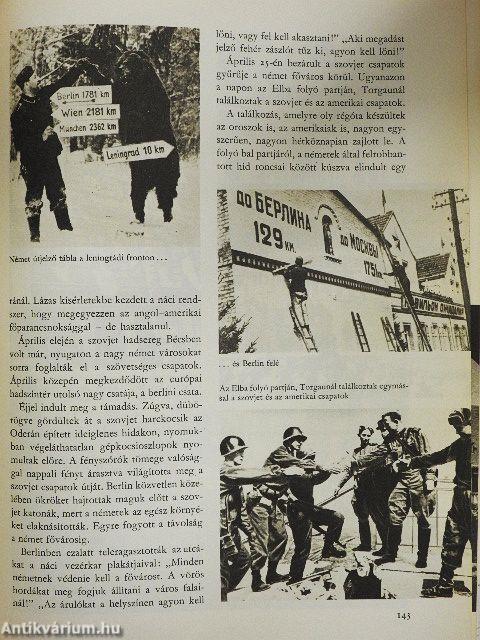 Berlin 1781 km
Wien 2181 km
München 2362 km
Leningrad 10 km
Német útjelző tábla a leningrádi fronton . . .
ránál. Lázas kísérletekbe kezdett a náci rend-
szer, hogy megegyezzen az angol–amerikai
főparancsnoksággal – de hasztalanul.
Április elején a szovjet hadsereg Bécsben
volt már, nyugaton a nagy német városokat
sorra foglalták el a szövetséges csapatok.
Április közepén megkezdődött az európai
hadszíntér utolsó nagy csatája, a berlini csata.
Éjjel indult meg a támadás. Zúgva, dübö-
rögve gördültek át a szovjet harckocsik az
Oderán épített ideiglenes hidakon, nyomuk-
ban végeláthatatlan gépkocsioszlopok nyo-
multak előre. A fényszórók tömege valóság-
gal nappali fényt árasztva világította meg a
szovjet csapatok útját. Berlin közvetlen köze-
lében ökröket hajtottak maguk előtt a szov-
jet katonák, mert a németek az egész környé-
ket elaknásították. Egyre fogyott a távolság
a német fővárosig.
Berlinben ezalatt teleragasztották az utcá-
kat a náci vezérkar plakátjaival: „Minden
németnek védenie kell a fővárost. A vörös
hordákat meg fogjuk állítani a város falai-
nál!” „Az árulókat a helyszínen agyon kell
lőni, vagy fel kell akasztani!” „Aki megadást
jelző fehér zászlót tűz ki, agyon kell lőni!”
Április 25-én bezárult a szovjet csapatok
gyűrűje a német főváros körül. Ugyanazon
a napon az Elba folyó partján, Torgaunál
találkoztak a szovjet és az amerikai csapatok.
A találkozás, amelyre oly régóta készültek
az oroszok is, az amerikaiak is, nagyon egy-
szerűen, nagyon hétköznapian zajlott le. A
folyó bal partjáról, a németek által felrobban-
tott híd roncsai között kúszva elindult egy
ДО БЕРЛИНА
129 КМ.
ДО МОСКВЫ
1751 КМ
. . . és Berlin felé
Az Elba folyó partján, Torgaunál találkoztak egymás-
sal a szovjet és az amerikai csapatok
143
Antikvárium.hu